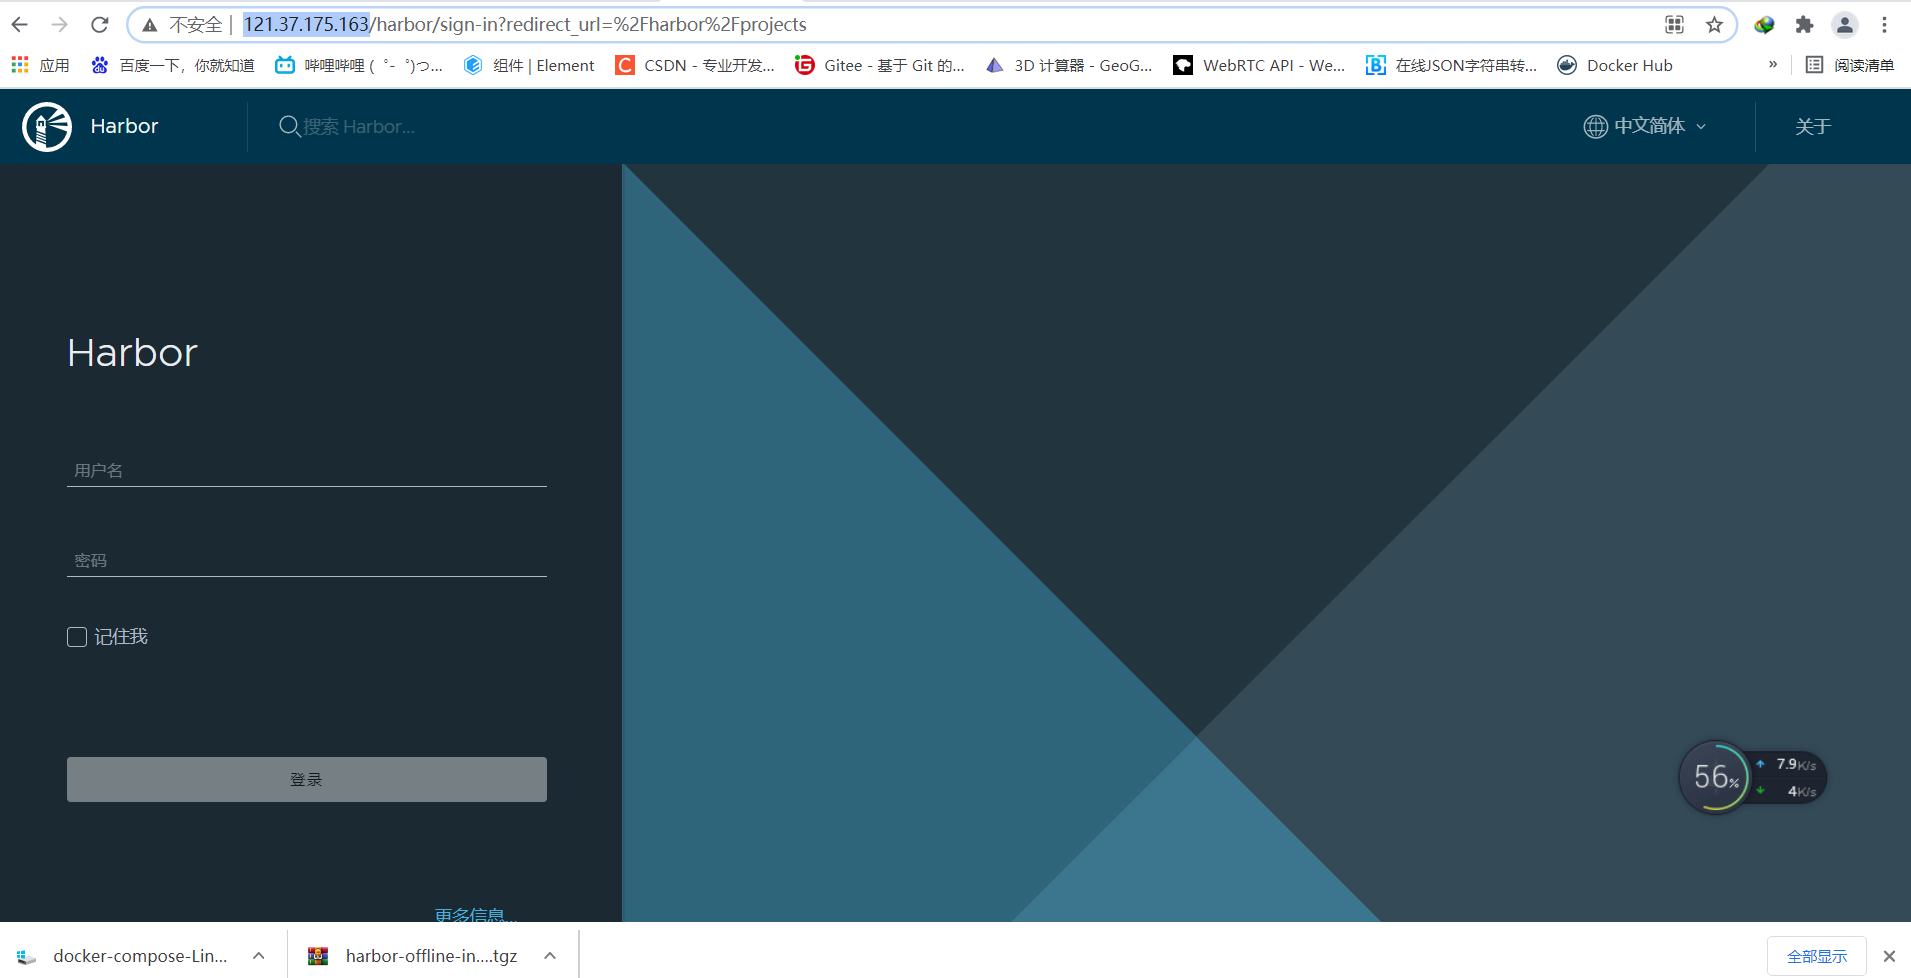 不安全 | 121.37.175.163/harbor/sign-in?redirect_url=%2Fharbor%2Fprojects
应用 百度一下，你就知道 哔哩哔哩 ( ゜- ゜)つ... 组件 | Element CSDN - 专业开发... Gitee - 基于 Git 的... 3D 计算器 - GeoG... WebRTC API - We... 在线JSON字符串转... Docker Hub » 阅读清单
Harbor 搜索 Harbor... 中文简体 关于
Harbor
用户名
密码
记住我
登录
56% 7.9K/s
4K/s
更多信息...
docker-compose-Lin... harbor-offline-in....tgz 全部显示